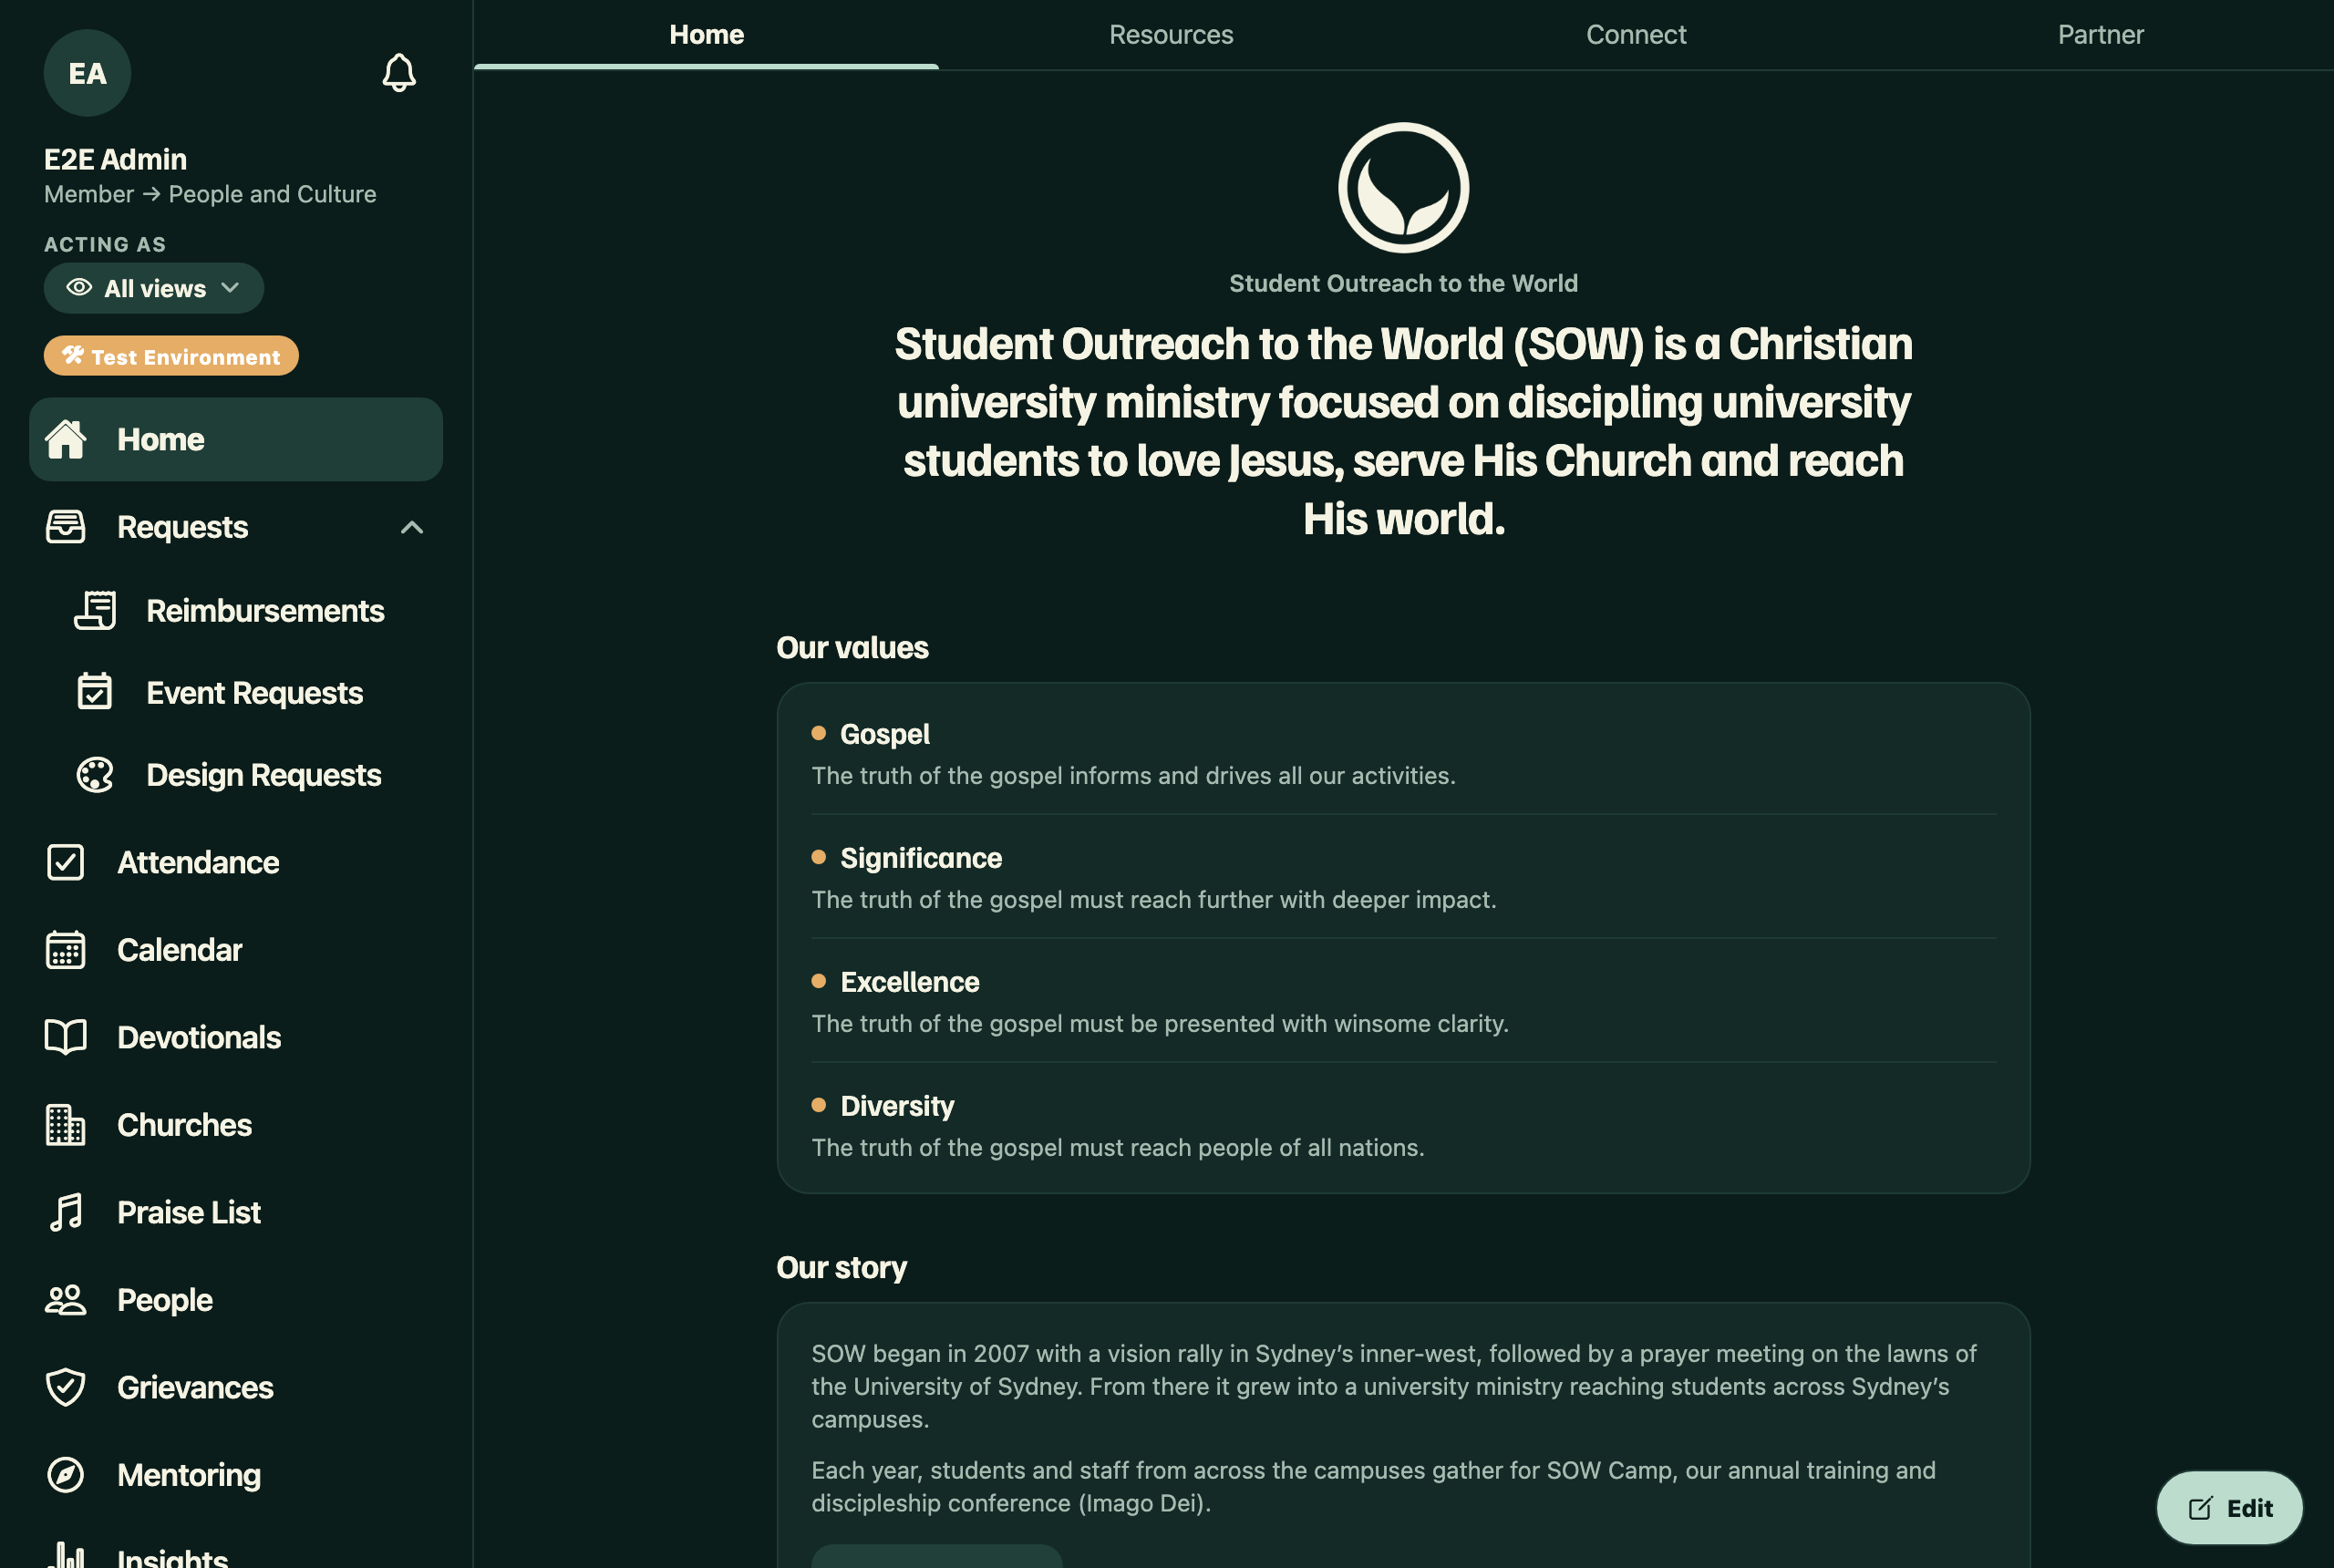 EA
E2E Admin
Member → People and Culture
ACTING AS
All views
Test Environment
Home
Requests
Reimbursements
Event Requests
Design Requests
Attendance
Calendar
Devotionals
Churches
Praise List
People
Grievances
Mentoring
Insights
Home
Resources
Connect
Partner
Student Outreach to the World
Student Outreach to the World (SOW) is a Christian
university ministry focused on discipling university
students to love Jesus, serve His Church and reach
His world.
Our values
Gospel
The truth of the gospel informs and drives all our activities.
Significance
The truth of the gospel must reach further with deeper impact.
Excellence
The truth of the gospel must be presented with winsome clarity.
Diversity
The truth of the gospel must reach people of all nations.
Our story
SOW began in 2007 with a vision rally in Sydney’s inner-west, followed by a prayer meeting on the lawns of
the University of Sydney. From there it grew into a university ministry reaching students across Sydney’s
campuses.
Each year, students and staff from across the campuses gather for SOW Camp, our annual training and
discipleship conference (Imago Dei).
Edit